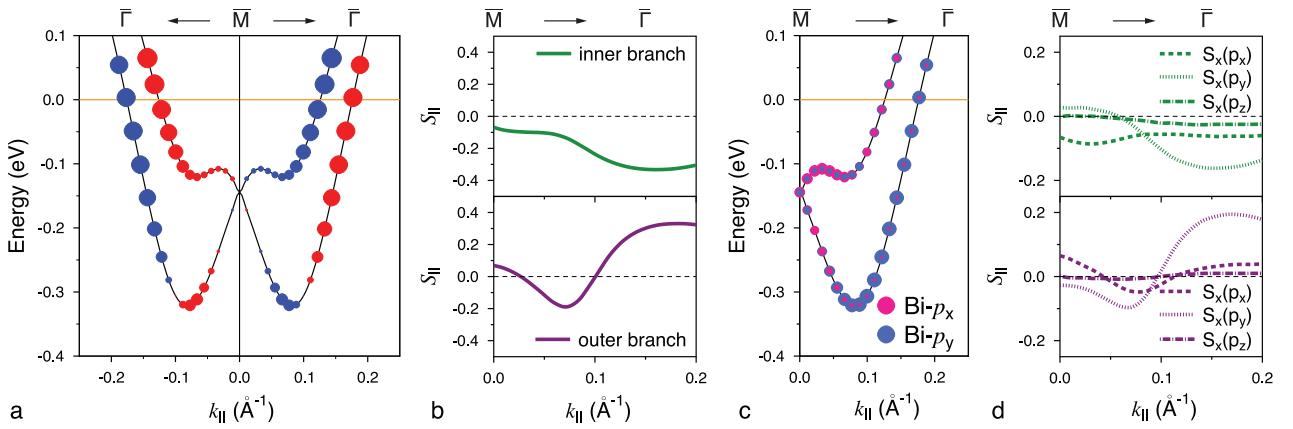 Γ̅ M̅ Γ̅
Energy (eV)
0.0
-0.1
-0.2
-0.3
-0.4
-0.2 -0.1 0.0 0.1 0.2
k|| (Å⁻¹)
a
M̅ Γ̅
S||
0.4
0.2
0.0
-0.2
-0.4
inner branch
S||
0.4
0.2
0.0
-0.2
-0.4
outer branch
0.0 0.1 0.2
k|| (Å⁻¹)
b
M̅ Γ̅
Energy (eV)
0.0
-0.1
-0.2
-0.3
-0.4
Bi-px
Bi-py
0.0 0.1 0.2
k|| (Å⁻¹)
c
M̅ Γ̅
S||
0.2
0.0
-0.2
Sx(px)
Sx(py)
Sx(pz)
S||
0.2
0.0
-0.2
Sx(px)
Sx(py)
Sx(pz)
0.0 0.1 0.2
k|| (Å⁻¹)
d